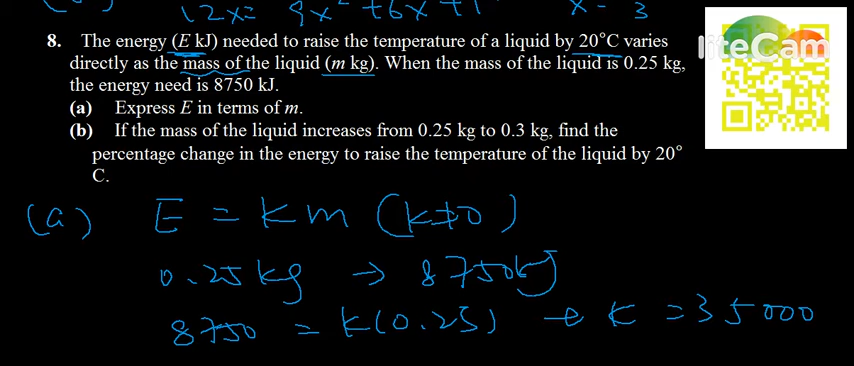 12x = 9x² + 6x + 1
x - 3
8. The energy (E kJ) needed to raise the temperature of a liquid by 20°C varies
directly as the mass of the liquid (m kg). When the mass of the liquid is 0.25 kg,
the energy need is 8750 kJ.
(a) Express E in terms of m.
(b) If the mass of the liquid increases from 0.25 kg to 0.3 kg, find the
percentage change in the energy to raise the temperature of the liquid by 20°
C.
liteCam
(a) E = km (k≠0)
0.25kg → 8750kJ
8750 = k(0.25) → k = 35000